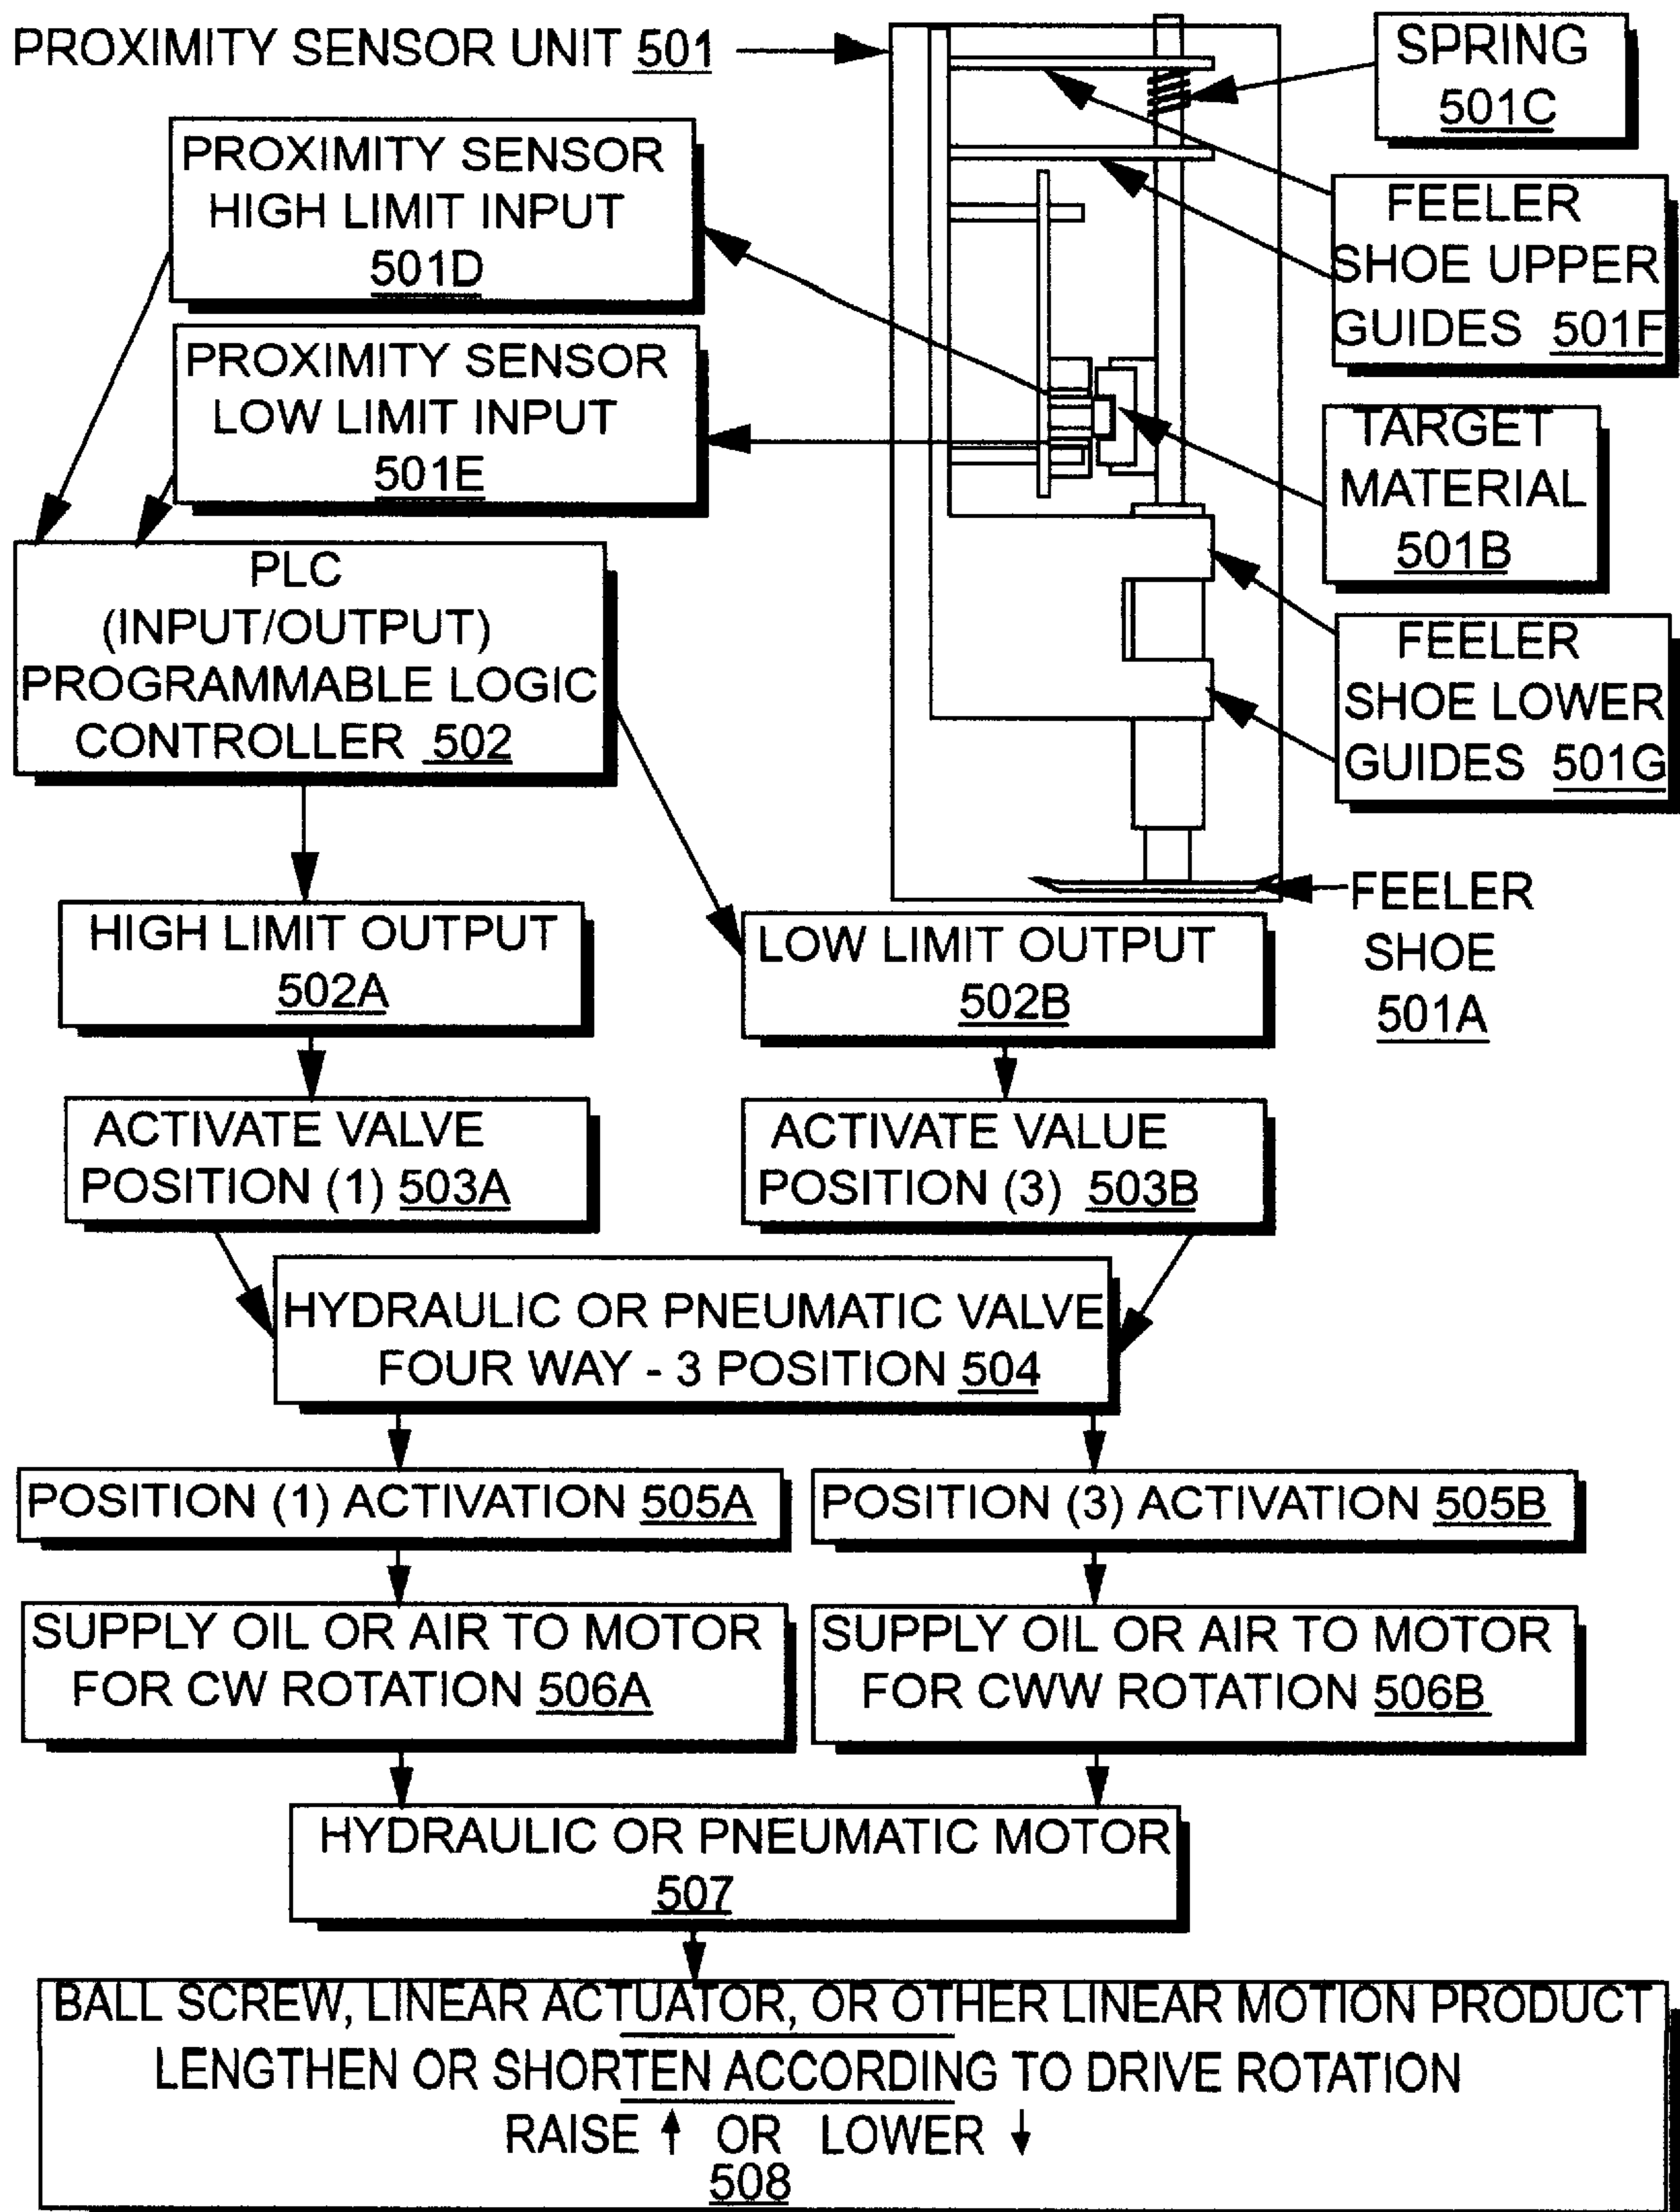 PROXIMITY SENSOR UNIT 501
SPRING
501C
PROXIMITY SENSOR
HIGH LIMIT INPUT
501D
FEELER
SHOE UPPER
GUIDES 501F
PROXIMITY SENSOR
LOW LIMIT INPUT
501E
TARGET
MATERIAL
501B
PLC
(INPUT/OUTPUT)
PROGRAMMABLE LOGIC
CONTROLLER 502
FEELER
SHOE LOWER
GUIDES 501G
FEELER
SHOE
501A
HIGH LIMIT OUTPUT
502A
LOW LIMIT OUTPUT
502B
ACTIVATE VALVE
POSITION (1) 503A
ACTIVATE VALUE
POSITION (3) 503B
HYDRAULIC OR PNEUMATIC VALVE
FOUR WAY - 3 POSITION 504
POSITION (1) ACTIVATION 505A
POSITION (3) ACTIVATION 505B
SUPPLY OIL OR AIR TO MOTOR
FOR CW ROTATION 506A
SUPPLY OIL OR AIR TO MOTOR
FOR CWW ROTATION 506B
HYDRAULIC OR PNEUMATIC MOTOR
507
BALL SCREW, LINEAR ACTUATOR, OR OTHER LINEAR MOTION PRODUCT
LENGTHEN OR SHORTEN ACCORDING TO DRIVE ROTATION
RAISE ↑ OR LOWER ↓
508